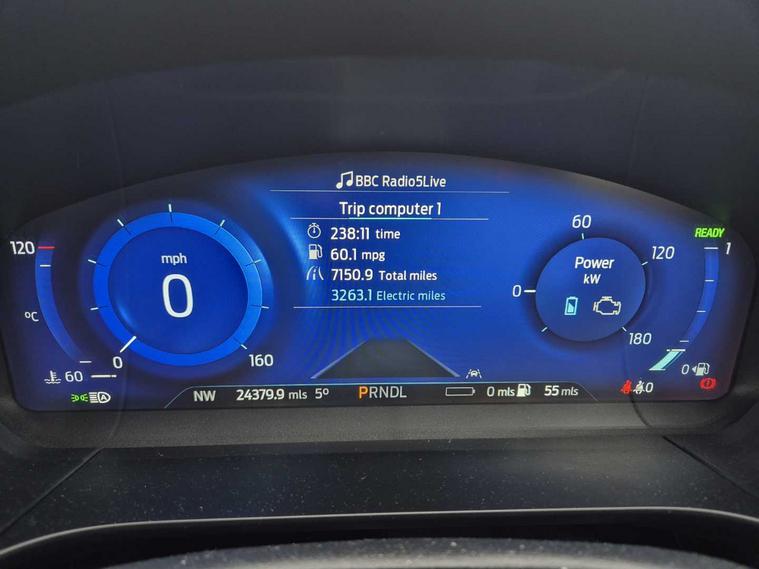 BBC Radio5Live
Trip computer 1
238:11 time
60.1 mpg
7150.9 Total miles
3263.1 Electric miles
120
°C
60
mph
0
0 160
60
0 120
180
Power
kW
READY
1
0
NW 24379.9 mls 5° PRNDL 0 mls 55 mls